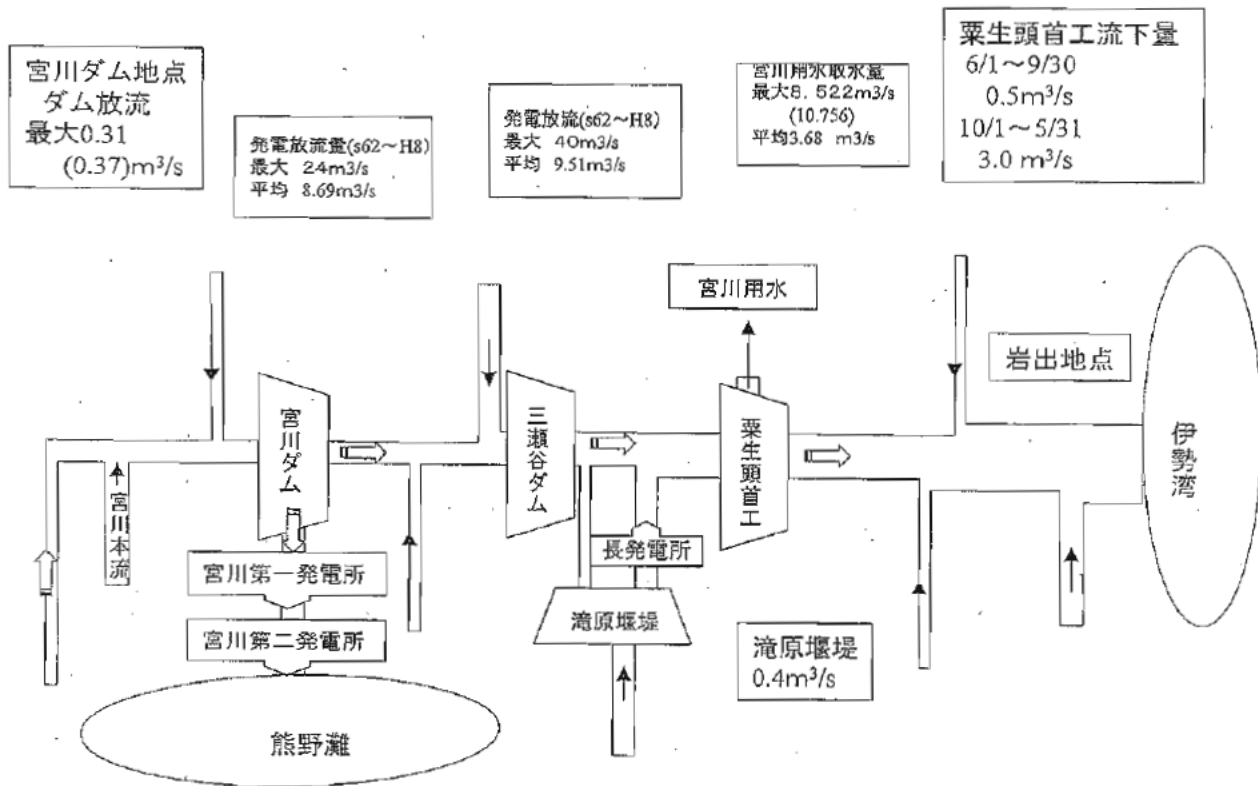 宮川ダム地点
ダム放流
最大0.31
(0.37)m³/s
発電放流量(s62～H8)
最大 24m3/s
平均 8.69m3/s
発電放流(s62～H8)
最大 40m3/s
平均 9.51m3/s
宮川用水取水量
最大8.522m3/s
(10.756)
平均3.68 m3/s
粟生頭首工流下量
6/1～9/30
0.5m³/s
10/1～5/31
3.0 m³/s
宮川用水
岩出地点
宮川本流
宮川ダム
三瀬谷ダム
粟生頭首工
伊勢湾
長発電所
宮川第一発電所
宮川第二発電所
滝原堰堤
滝原堰堤
0.4m³/s
熊野灘